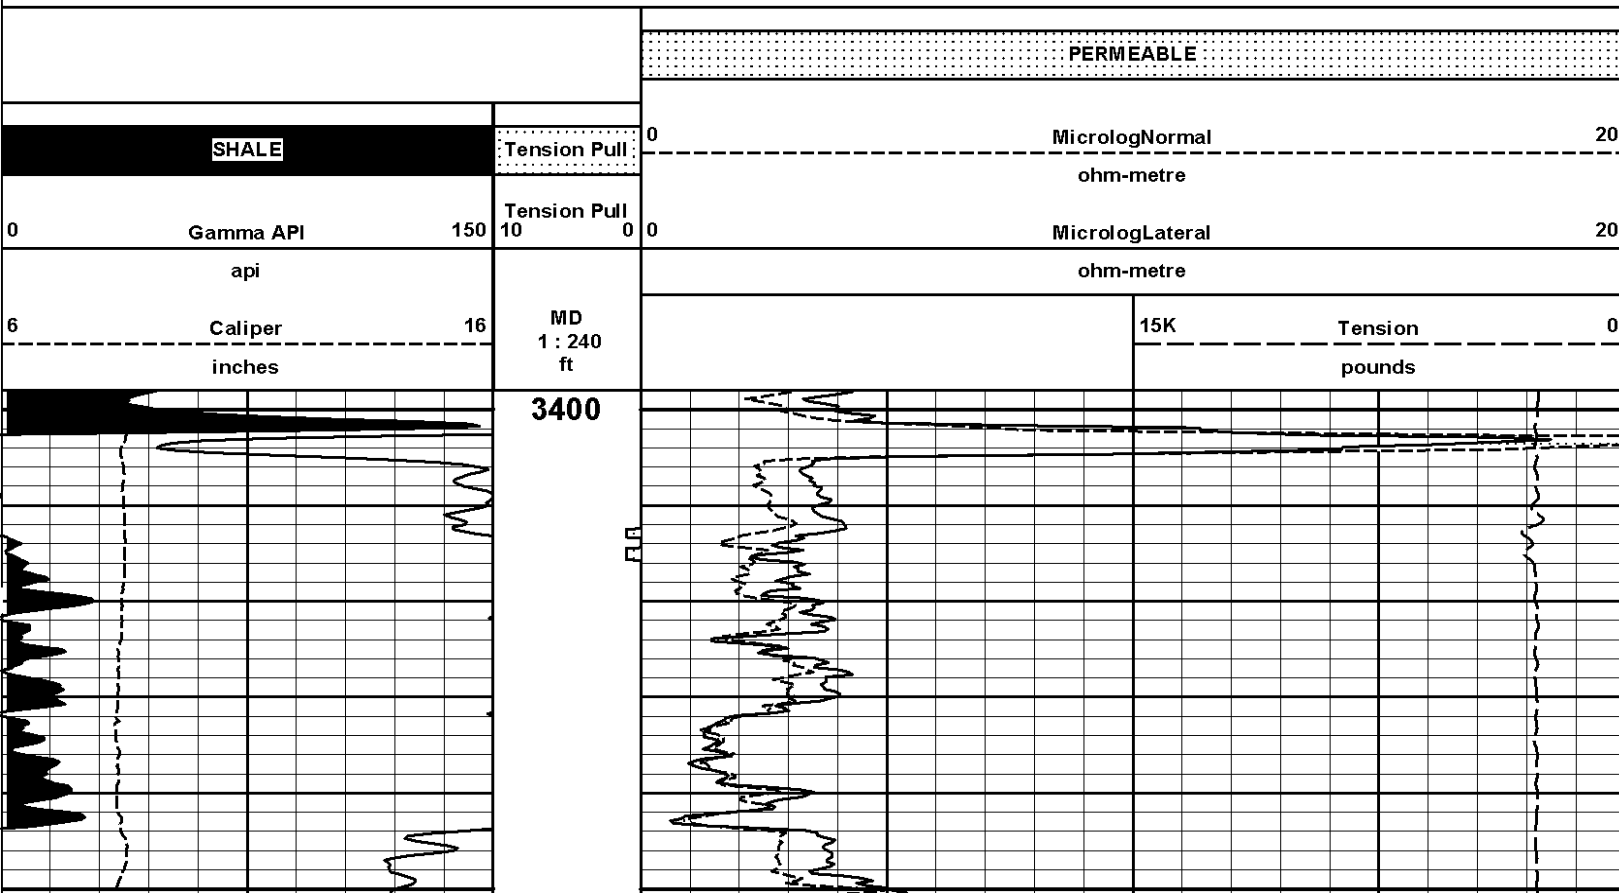 PERMEABLE
0 MicrologNormal 20
SHALE Tension Pull
ohm-metre
Tension Pull
0 Gamma API 150 10 0 0 MicrologLateral 20
api ohm-metre
6 Caliper 16 MD 15K Tension 0
1 : 240
inches ft pounds
3400